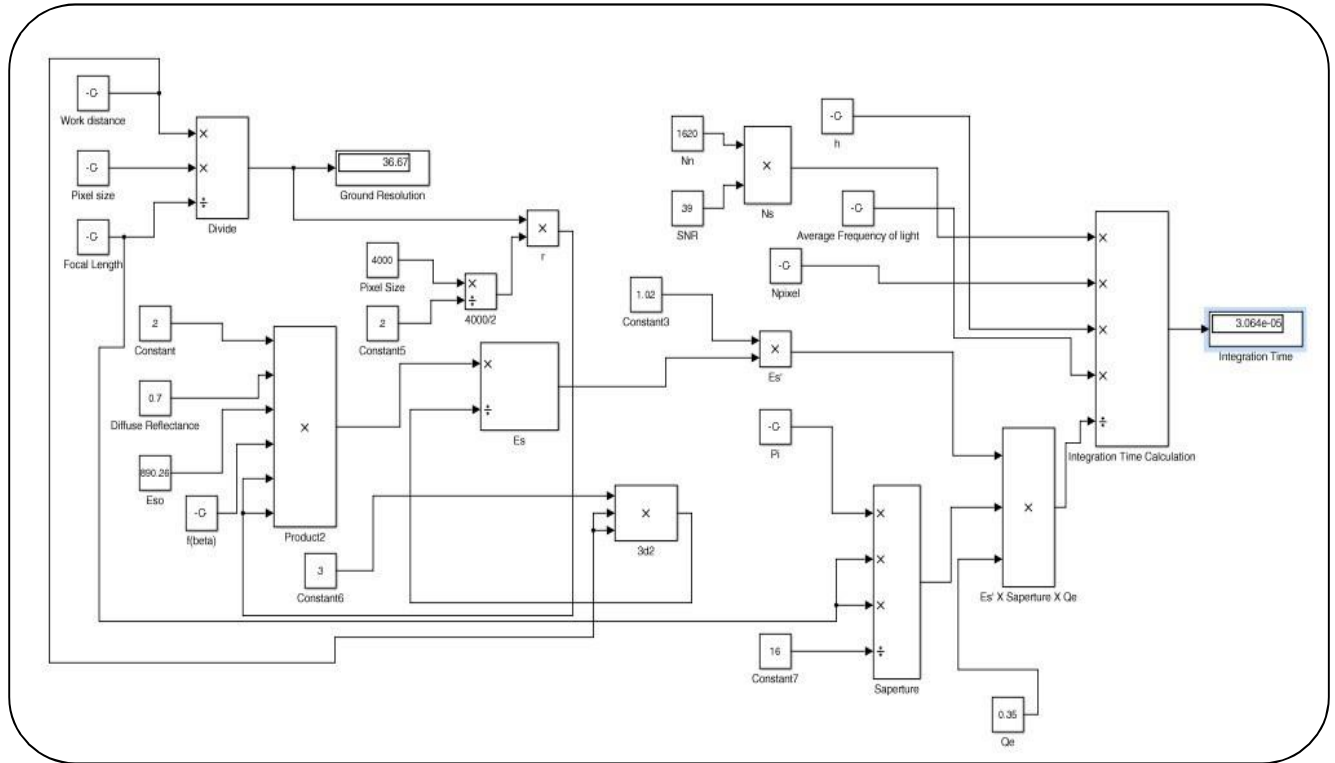 -C-
Work distance
-C-
Pixel size
-C-
Focal Length
×
×
÷
Divide
36.67
Ground Resolution
4000
Pixel Size
2
Constant5
×
÷
4000/2
×
r
2
Constant
0.7
Diffuse Reflectance
890.26
Eso
-C-
f(beta)
×
Product2
×
÷
Es
3
Constant6
×
3d2
1620
Nn
39
SNR
×
Ns
-C-
h
-C-
Average Frequency of light
-C-
Npixel
1.02
Constant3
×
Es'
-C-
Pi
16
Constant7
×
×
×
÷
Saperture
×
Es' X Saperture X Qe
0.35
Qe
×
×
×
×
÷
Integration Time Calculation
3.064e-05
Integration Time